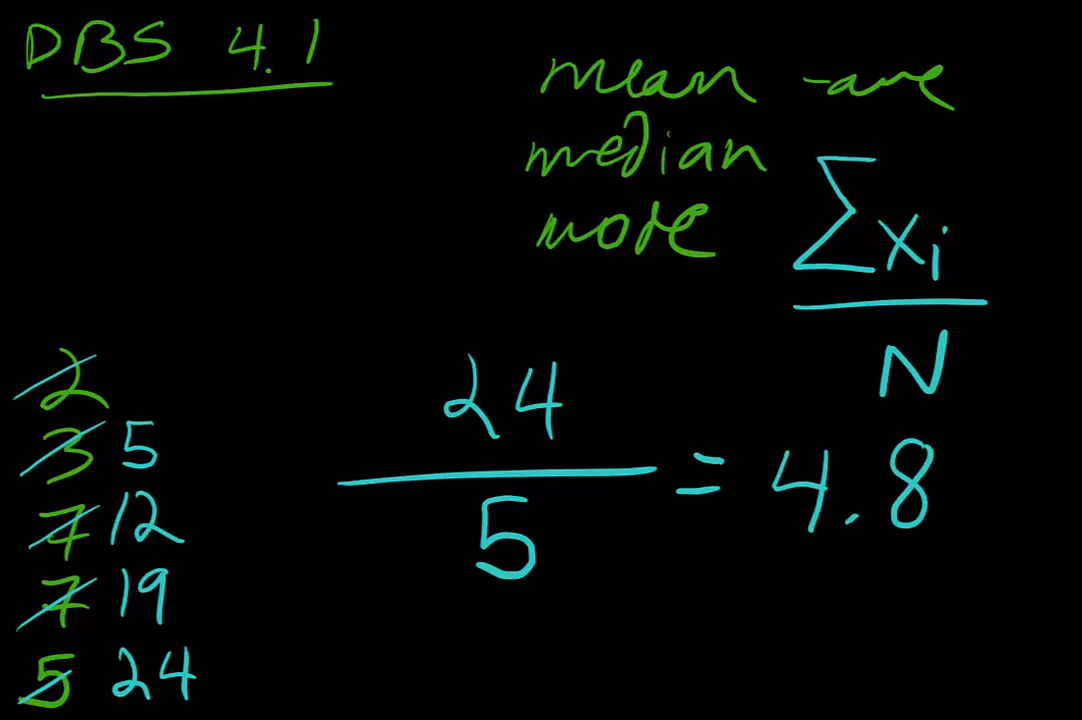 DBS 4.1
mean - ave
median
mode
Σxi
N
2
3 5
7 12
7 19
5 24
24
5
= 4.8